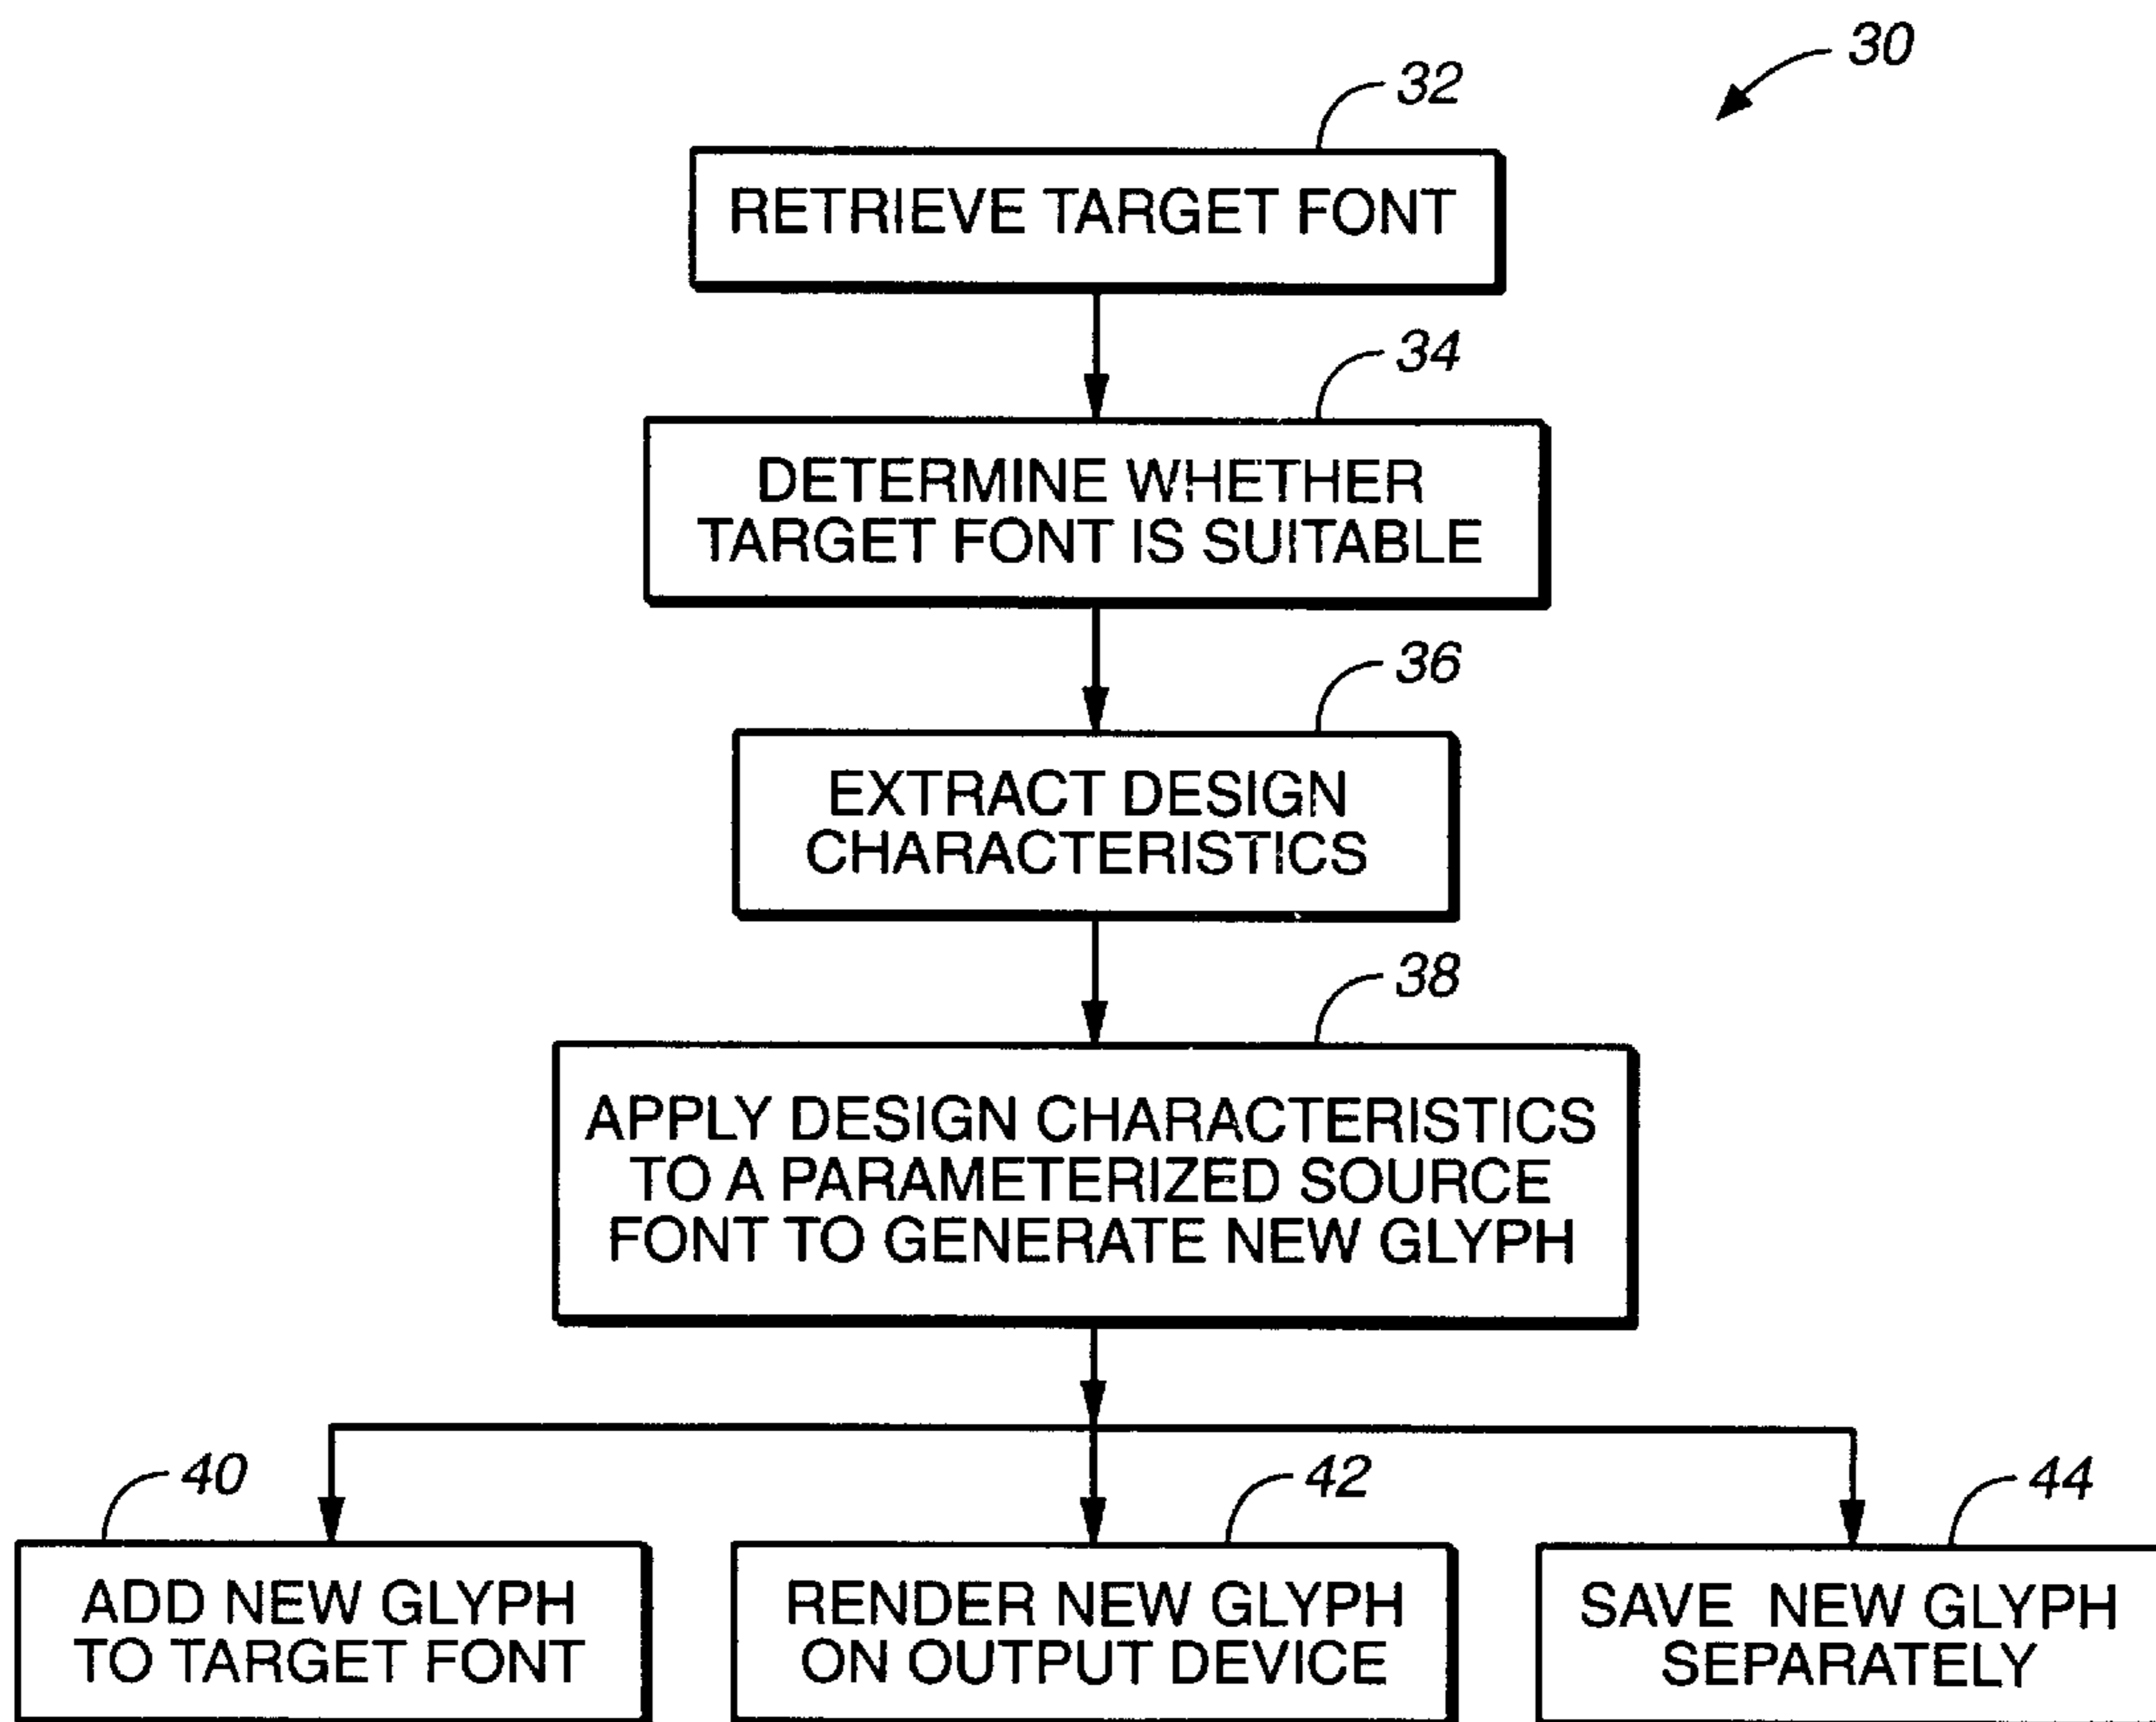 30
32
RETRIEVE TARGET FONT
34
DETERMINE WHETHER
TARGET FONT IS SUITABLE
36
EXTRACT DESIGN
CHARACTERISTICS
38
APPLY DESIGN CHARACTERISTICS
TO A PARAMETERIZED SOURCE
FONT TO GENERATE NEW GLYPH
40
ADD NEW GLYPH
TO TARGET FONT
42
RENDER NEW GLYPH
ON OUTPUT DEVICE
44
SAVE NEW GLYPH
SEPARATELY